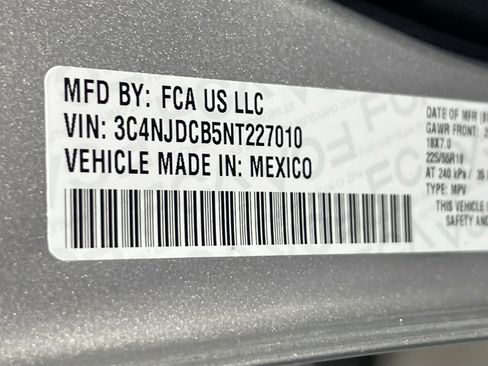 MFD BY: FCA US LLC
VIN: 3C4NJDCB5NT227010
VEHICLE MADE IN: MEXICO
DATE OF MFR
GAWR FRONT:
18X7.0
225/55R18
AT 240 kPa /
TYPE: MPV
THIS VEHICLE
SAFETY AND